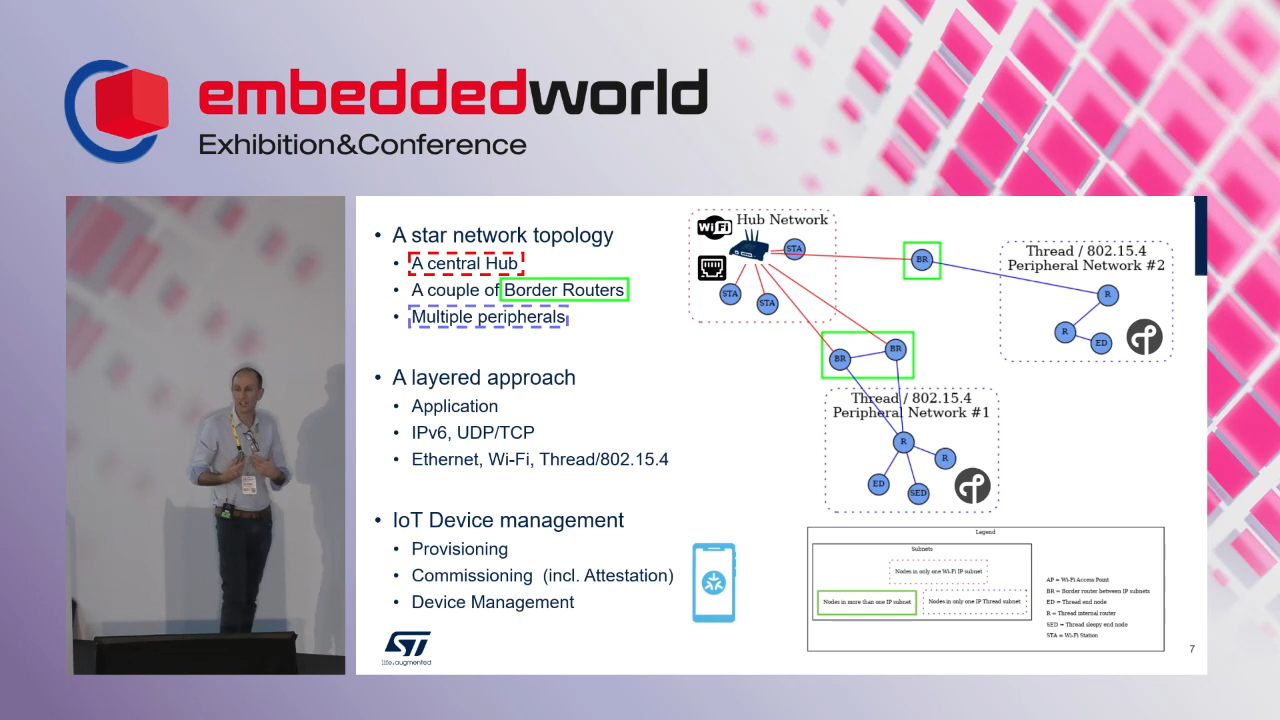 embeddedworld
Exhibition&Conference
• A star network topology
• A central Hub
• A couple of Border Routers
• Multiple peripherals
• A layered approach
• Application
• IPv6, UDP/TCP
• Ethernet, Wi-Fi, Thread/802.15.4
• IoT Device management
• Provisioning
• Commissioning (incl. Attestation)
• Device Management
ST
life.augmented
WiFi
Hub Network
STA
STA
STA
BR
Thread / 802.15.4
Peripheral Network #2
R
R
ED
BR
BR
Thread / 802.15.4
Peripheral Network #1
R
R
ED
SED
Legend
Subnets
Nodes in only one Wi-Fi IP subnet
Nodes in more than one IP subnet
Nodes in only one IP Thread subnet
AP = Wi-Fi Access Point
BR = Border router between IP subnets
ED = Thread end node
R = Thread internal router
SED = Thread sleepy end node
STA = Wi-Fi Station
7